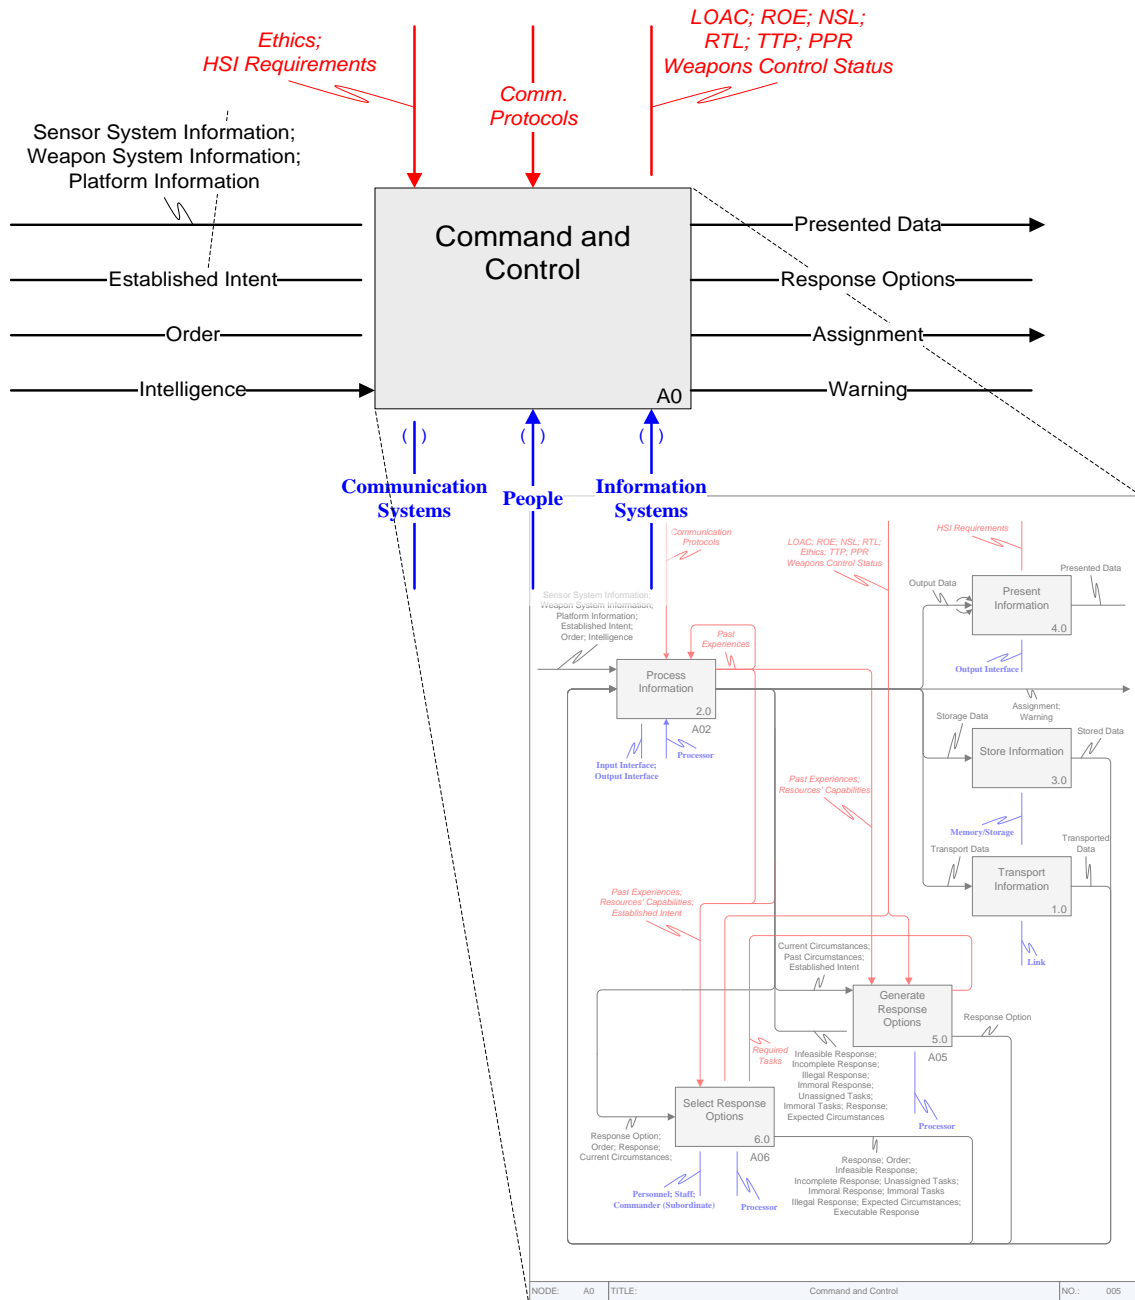 Ethics;
HSI Requirements
Comm.
Protocols
LOAC; ROE; NSL;
RTL; TTP; PPR
Weapons Control Status
Sensor System Information;
Weapon System Information;
Platform Information
Established Intent
Order
Intelligence
Command and
Control
A0
Presented Data
Response Options
Assignment
Warning
( )
( )
( )
Communication
Systems
People
Information
Systems
Communication
Protocols
LOAC; ROE; NSL; RTL;
Ethics; TTP; PPR
Weapons Control Status
HSI Requirements
Sensor System Information;
Weapon System Information;
Platform Information;
Established Intent;
Order; Intelligence
Past
Experiences
Output Data
Present
Information
4.0
Presented Data
Output Interface
Process
Information
2.0
A02
Input Interface;
Output Interface
Processor
Assignment;
Warning
Storage Data
Store Information
3.0
Stored Data
Memory/Storage
Past Experiences;
Resources' Capabilities
Transport Data
Transport
Information
1.0
Transported
Data
Link
Past Experiences;
Resources' Capabilities;
Established Intent
Current Circumstances;
Past Circumstances;
Established Intent
Generate
Response
Options
5.0
A05
Response Option
Processor
Required
Tasks
Infeasible Response;
Incomplete Response;
Illegal Response;
Immoral Response;
Unassigned Tasks;
Immoral Tasks; Response;
Expected Circumstances
Select Response
Options
6.0
A06
Response Option;
Order; Response;
Current Circumstances;
Personnel; Staff;
Commander (Subordinate)
Processor
Response; Order;
Infeasible Response;
Incomplete Response; Unassigned Tasks;
Immoral Response; Immoral Tasks
Illegal Response; Expected Circumstances;
Executable Response
NODE: A0 TITLE: Command and Control NO.: 005